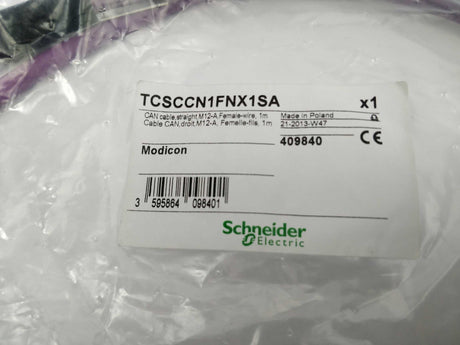 TCSCCN1FNX1SA x1
CAN cable,straight,M12-A,Female-wire, 1m Made in Poland
Cable CAN,droit,M12-A, Femelle-fils, 1m 21-2013-W47
409840 CE
Modicon
3 595864 098401
Schneider
Electric